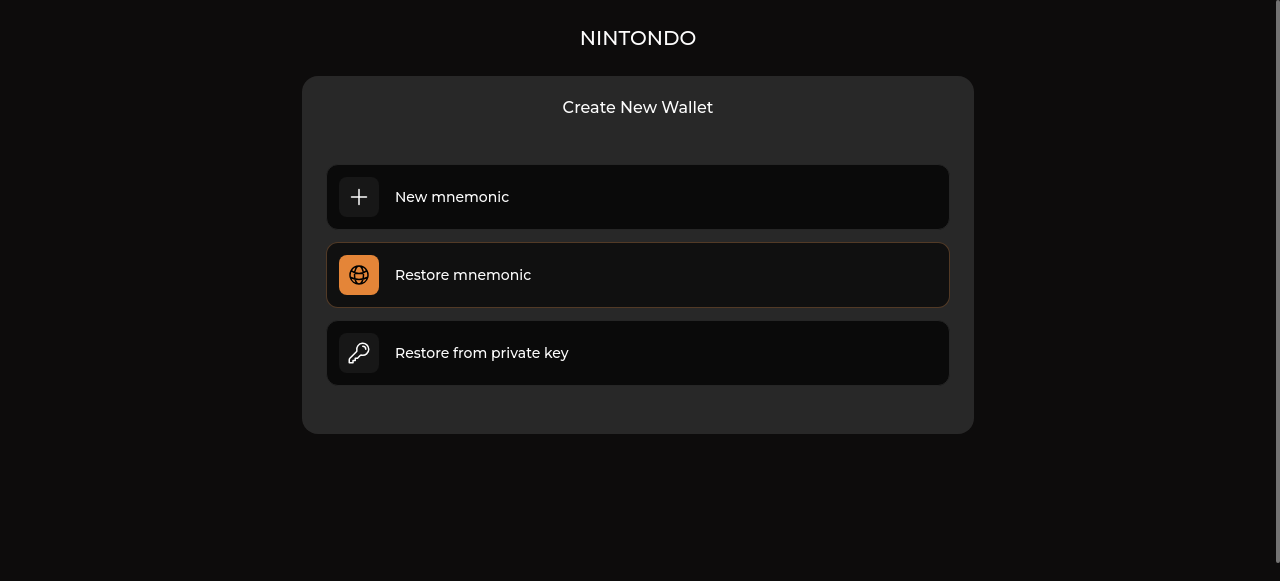 NINTONDO
Create New Wallet
New mnemonic
Restore mnemonic
Restore from private key